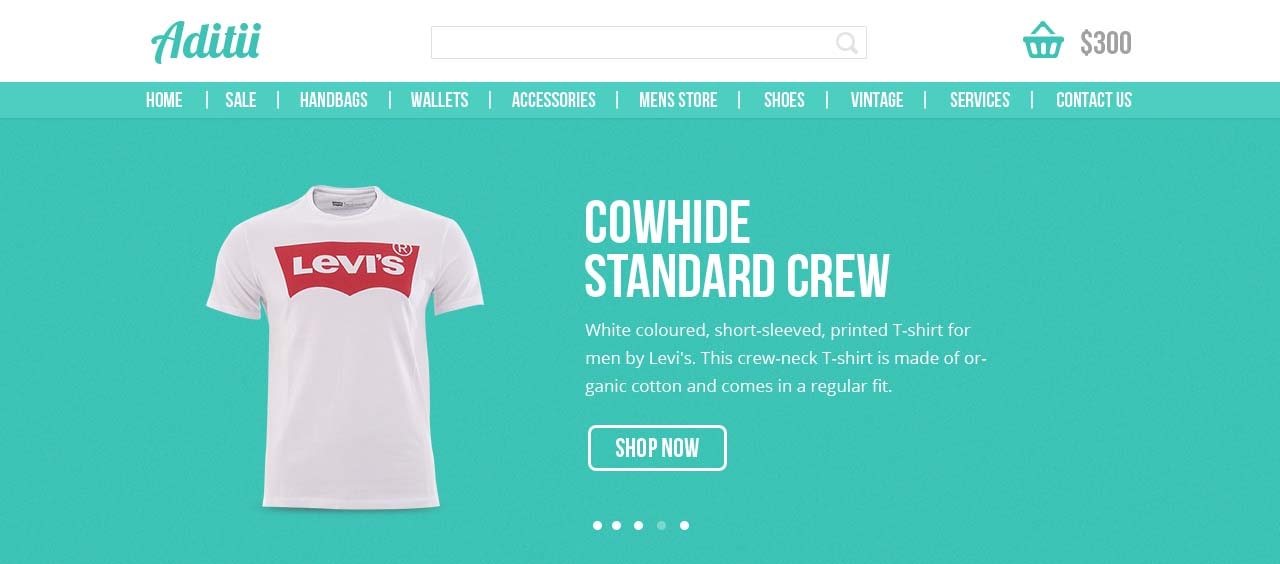 Aditii
$300
HOME | SALE | HANDBAGS | WALLETS | ACCESSORIES | MENS STORE | SHOES | VINTAGE | SERVICES | CONTACT US
LEVI'S ®
COWHIDE
STANDARD CREW
White coloured, short-sleeved, printed T-shirt for
men by Levi's. This crew-neck T-shirt is made of or-
ganic cotton and comes in a regular fit.
SHOP NOW